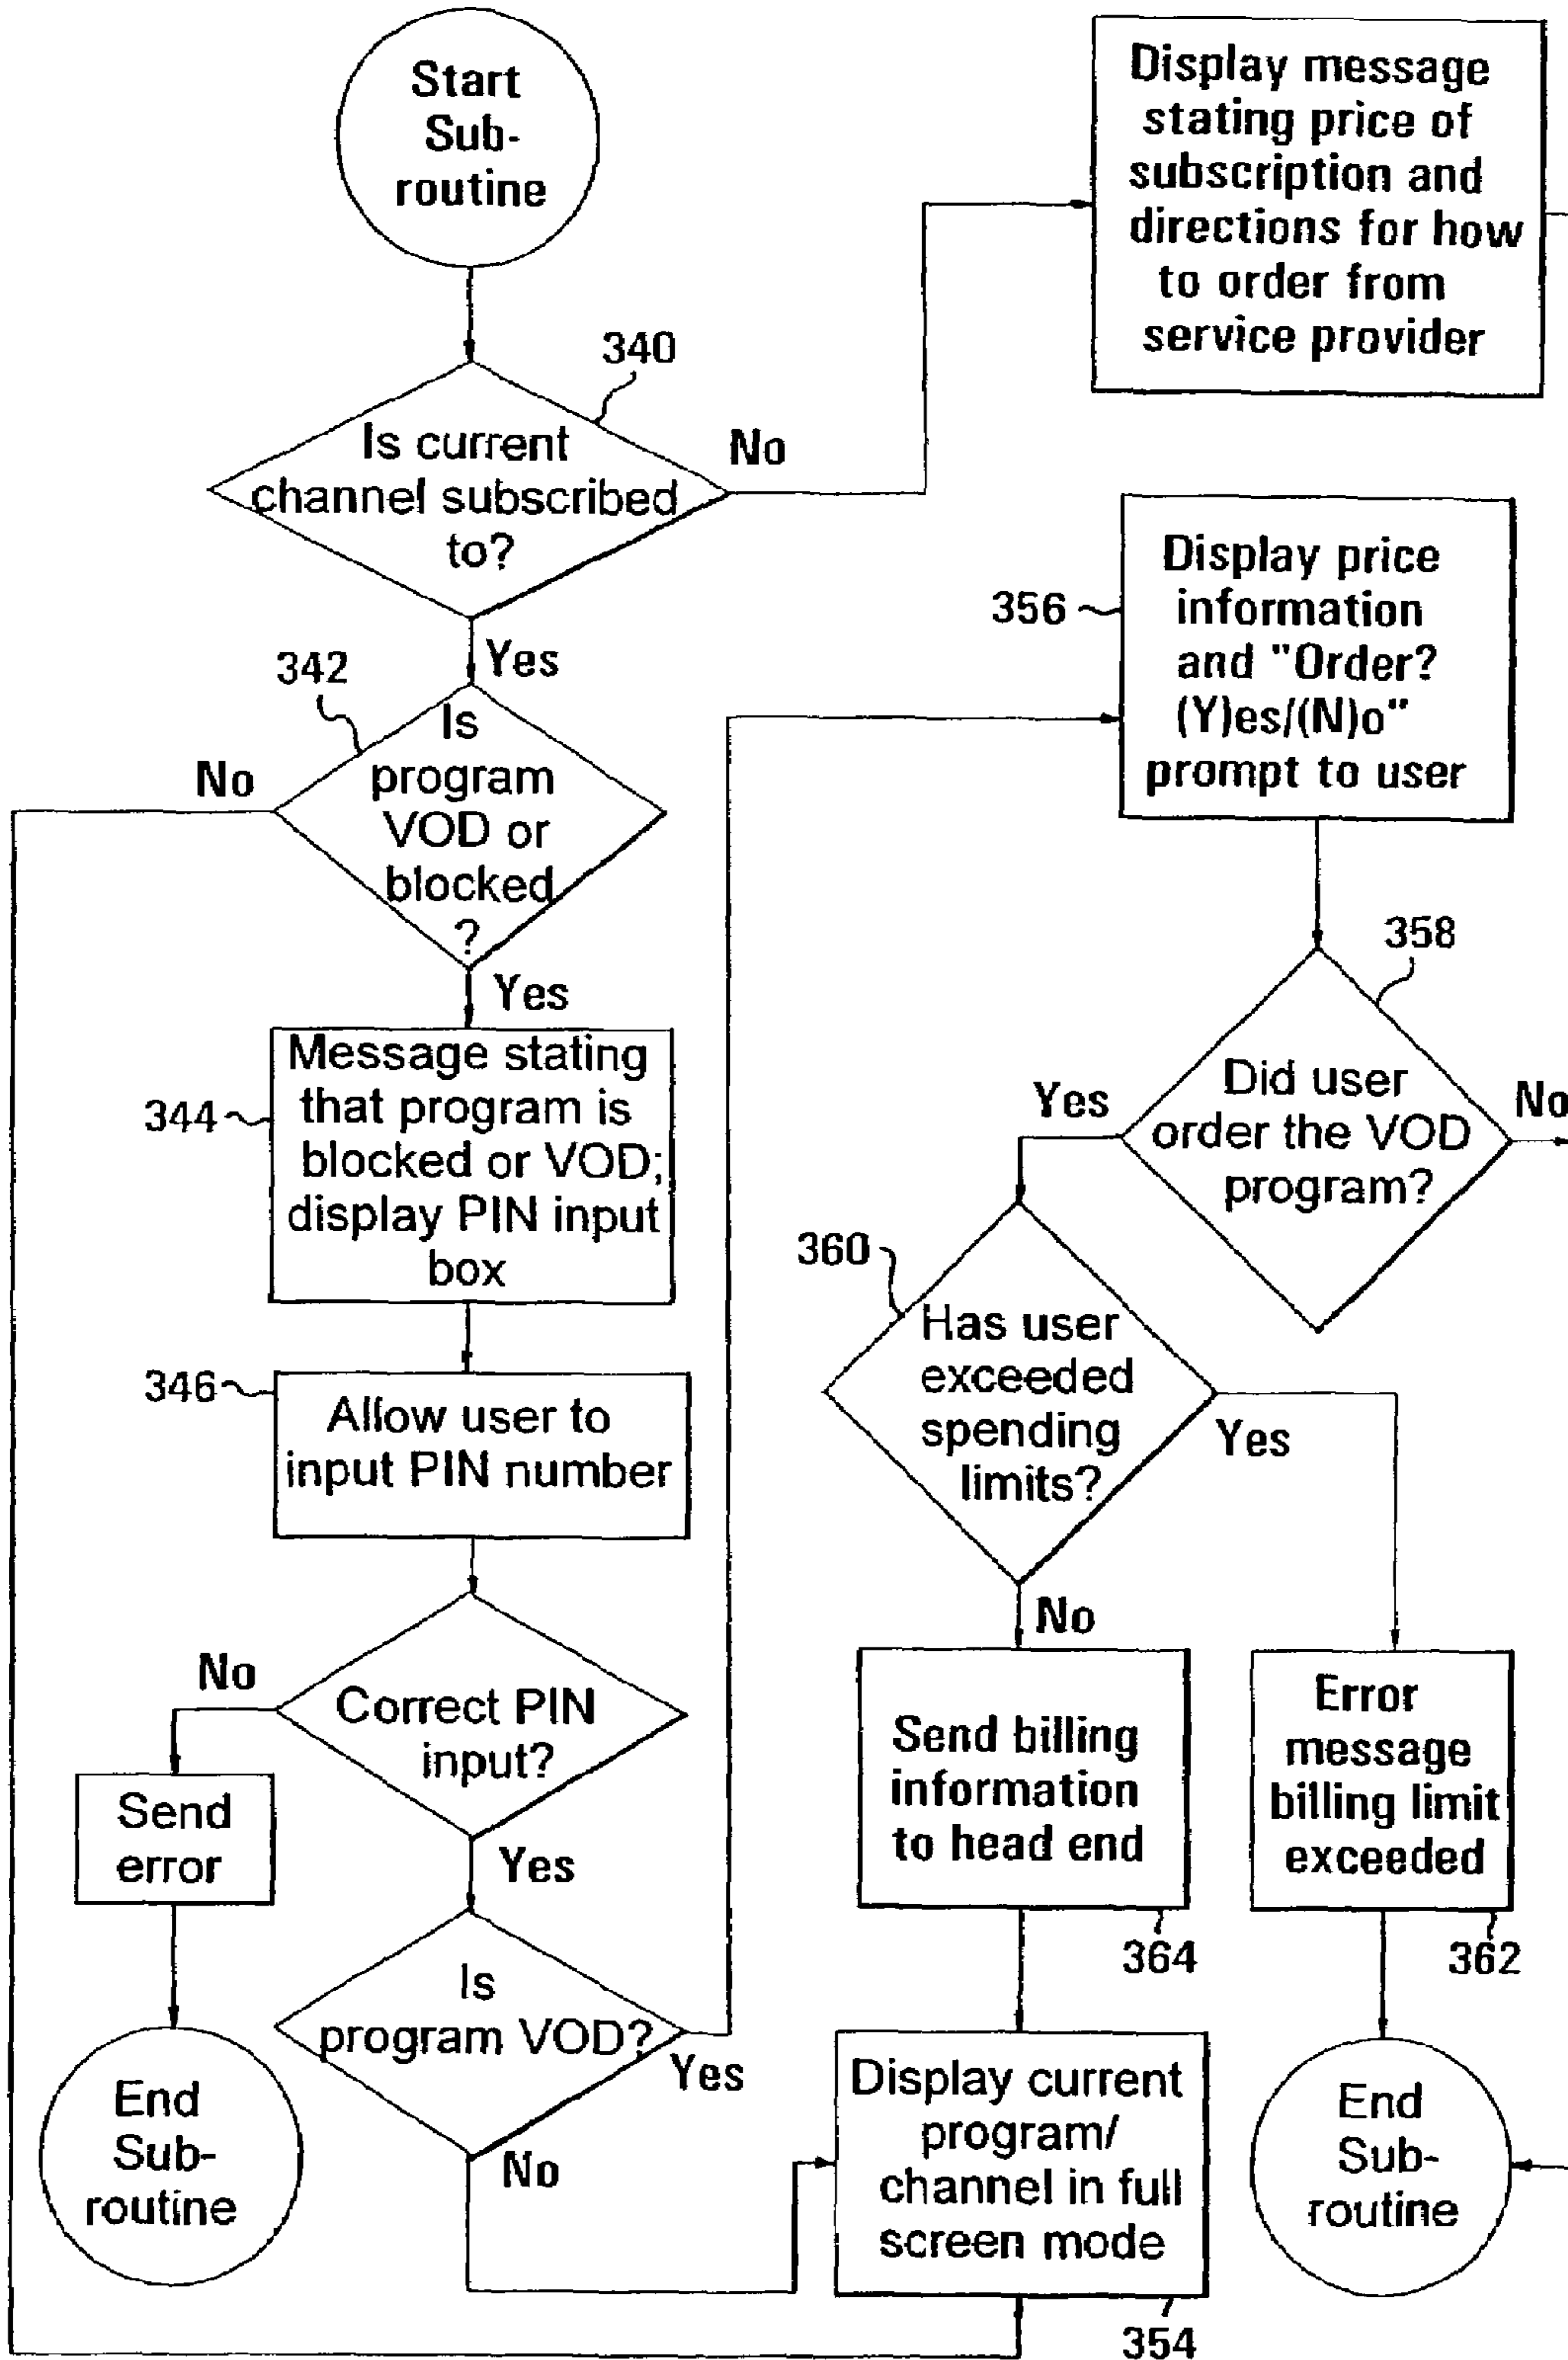 Start
Sub-
routine
340
Is current
channel subscribed
to?
No
Yes
Display message
stating price of
subscription and
directions for how
to order from
service provider
342
Is
program
VOD or
blocked
?
No
Yes
344
Message stating
that program is
blocked or VOD;
display PIN input
box
346
Allow user to
input PIN number
Correct PIN
input?
No
Yes
Send
error
End
Sub-
routine
Is
program VOD?
Yes
No
356
Display price
information
and "Order?
(Y)es/(N)o"
prompt to user
358
Did user
order the VOD
program?
Yes
No
360
Has user
exceeded
spending
limits?
Yes
No
Send billing
information
to head end
364
Error
message
billing limit
exceeded
362
Display current
program/
channel in full
screen mode
354
End
Sub-
routine